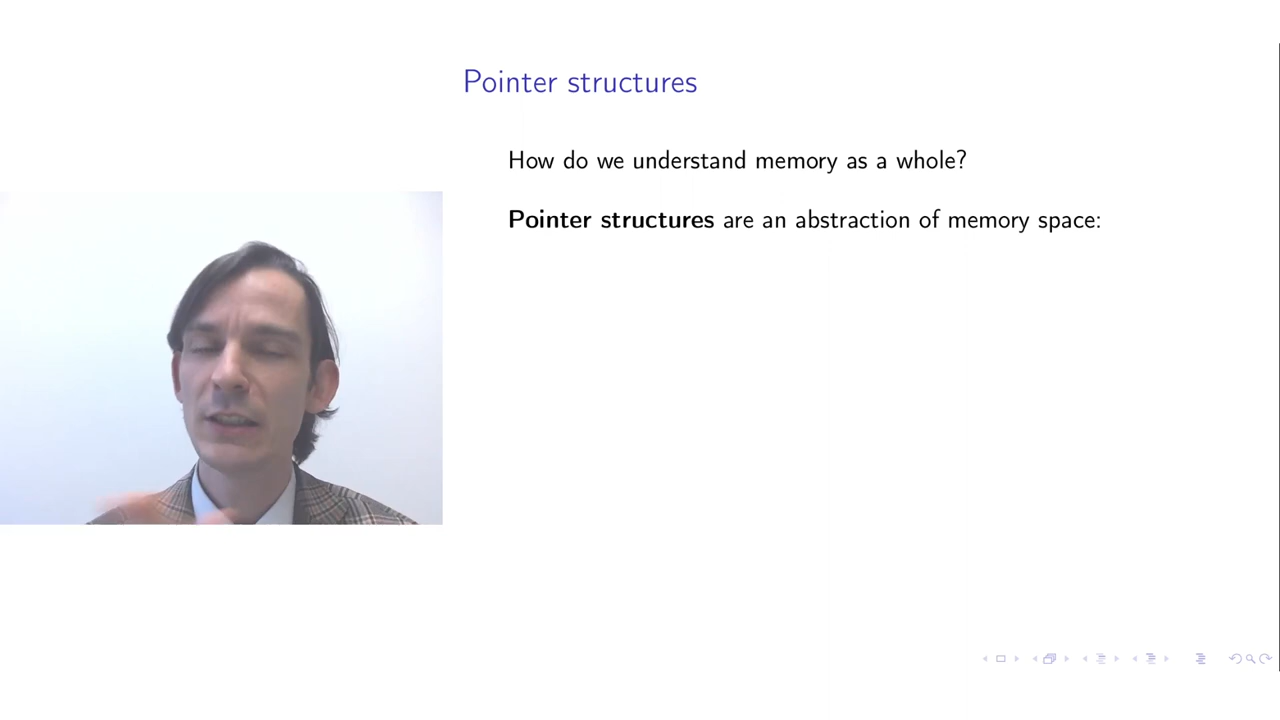 Pointer structures
How do we understand memory as a whole?
Pointer structures are an abstraction of memory space: